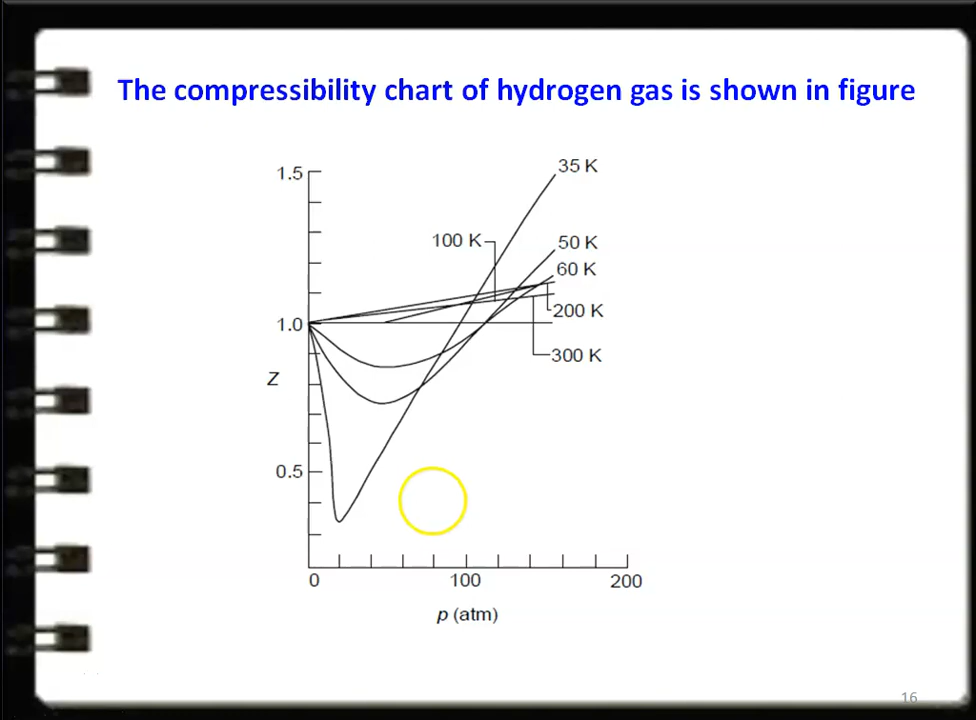 The compressibility chart of hydrogen gas is shown in figure
1.5
35 K
100 K
50 K
60 K
200 K
1.0
300 K
Z
0.5
0
100
200
p (atm)
16